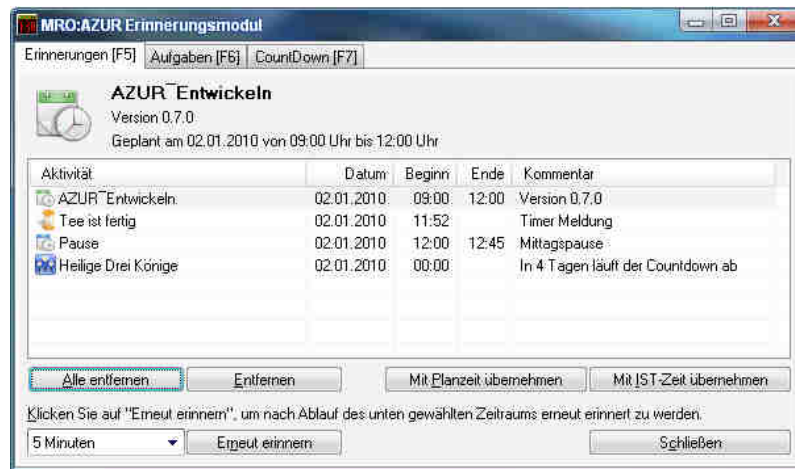 MRO:AZUR Erinnerungsmodul
Erinnerungen [F5] Aufgaben [F6] CountDown [F7]
AZUR¯Entwickeln
Version 0.7.0
Geplant am 02.01.2010 von 09:00 Uhr bis 12:00 Uhr
Aktivität Datum Beginn Ende Kommentar
AZUR¯Entwickeln 02.01.2010 09:00 12:00 Version 0.7.0
Tee ist fertig 02.01.2010 11:52 Timer Meldung
Pause 02.01.2010 12:00 12:45 Mittagspause
Heilige Drei Könige 02.01.2010 00:00 In 4 Tagen läuft der Countdown ab
Alle entfernen Entfernen Mit Planzeit übernehmen Mit IST-Zeit übernehmen
Klicken Sie auf "Erneut erinnern", um nach Ablauf des unten gewählten Zeitraums erneut erinnert zu werden.
5 Minuten Erneut erinnern Schließen